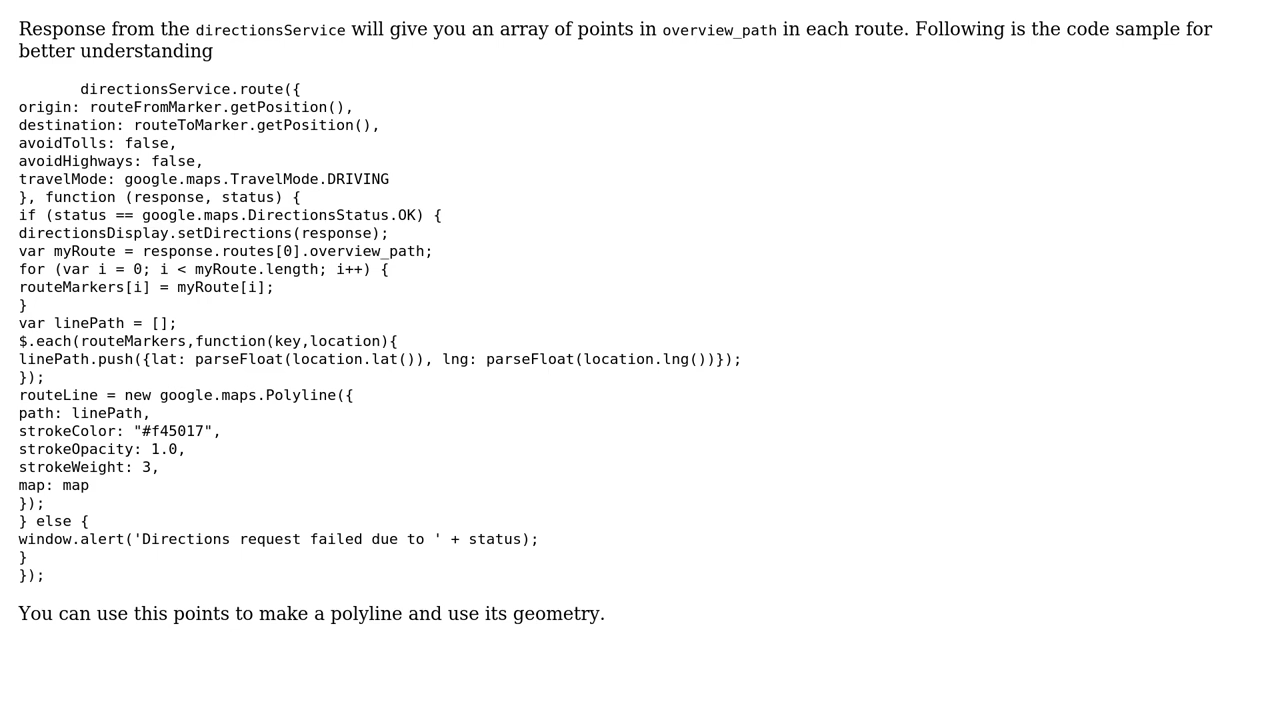 Response from the directionsService will give you an array of points in overview_path in each route. Following is the code sample for
better understanding
directionsService.route({
origin: routeFromMarker.getPosition(),
destination: routeToMarker.getPosition(),
avoidTolls: false,
avoidHighways: false,
travelMode: google.maps.TravelMode.DRIVING
}, function (response, status) {
if (status == google.maps.DirectionsStatus.OK) {
directionsDisplay.setDirections(response);
var myRoute = response.routes[0].overview_path;
for (var i = 0; i < myRoute.length; i++) {
routeMarkers[i] = myRoute[i];
}
var linePath = [];
$.each(routeMarkers,function(key,location){
linePath.push({lat: parseFloat(location.lat()), lng: parseFloat(location.lng())});
});
routeLine = new google.maps.Polyline({
path: linePath,
strokeColor: "#f45017",
strokeOpacity: 1.0,
strokeWeight: 3,
map: map
});
} else {
window.alert('Directions request failed due to ' + status);
}
});
You can use this points to make a polyline and use its geometry.